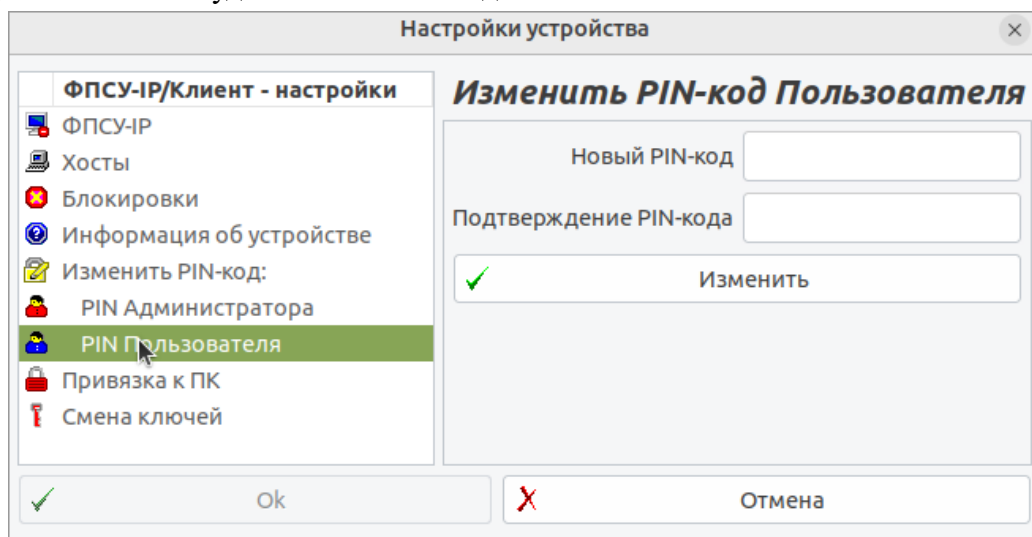 Настройки устройства
ФПСУ-IP/Клиент - настройки
ФПСУ-IP
Хосты
Блокировки
Информация об устройстве
Изменить PIN-код:
PIN Администратора
PIN Пользователя
Привязка к ПК
Смена ключей
Изменить PIN-код Пользователя
Новый PIN-код
Подтверждение PIN-кода
Изменить
Ok
Отмена